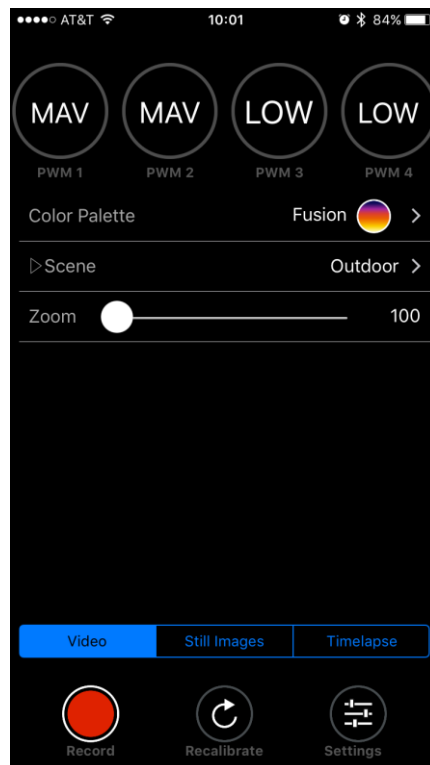 AT&T 10:01 84%
MAV MAV LOW LOW
PWM 1 PWM 2 PWM 3 PWM 4
Color Palette Fusion
Scene Outdoor
Zoom 100
Video Still Images Timelapse
Record Recalibrate Settings